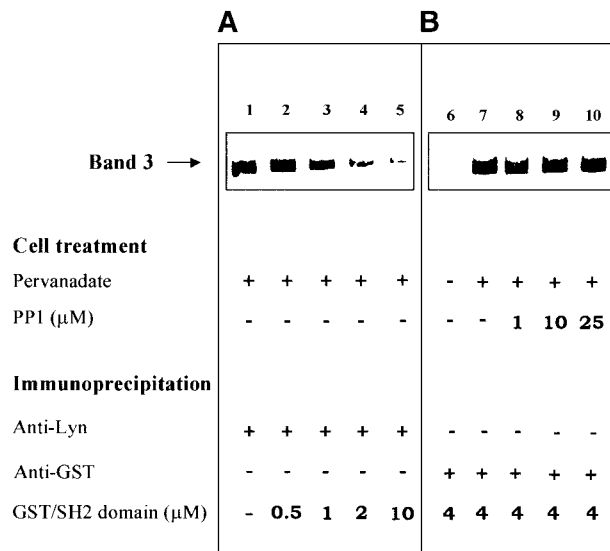 A B
1 2 3 4 5 6 7 8 9 10
Band 3 →
Cell treatment
Pervanadate + + + + + - + + + +
PP1 (µM) - - - - - - - 1 10 25
Immunoprecipitation
Anti-Lyn + + + + + - - - - -
Anti-GST - - - - - + + + + +
GST/SH2 domain (µM) - 0.5 1 2 10 4 4 4 4 4